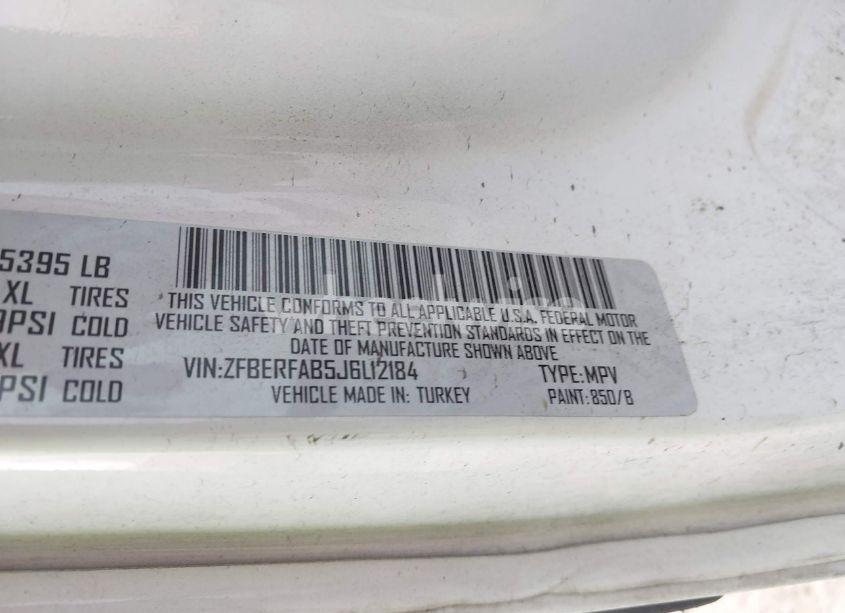 5395 LB
XL TIRES
PSI COLD
XL TIRES
PSI COLD
THIS VEHICLE CONFORMS TO ALL APPLICABLE U.S.A. FEDERAL MOTOR
VEHICLE SAFETY AND THEFT PREVENTION STANDARDS IN EFFECT ON THE
DATE OF MANUFACTURE SHOWN ABOVE
VIN:ZFBERFAB5J6L12184 TYPE:MPV
VEHICLE MADE IN: TURKEY PAINT:850/B